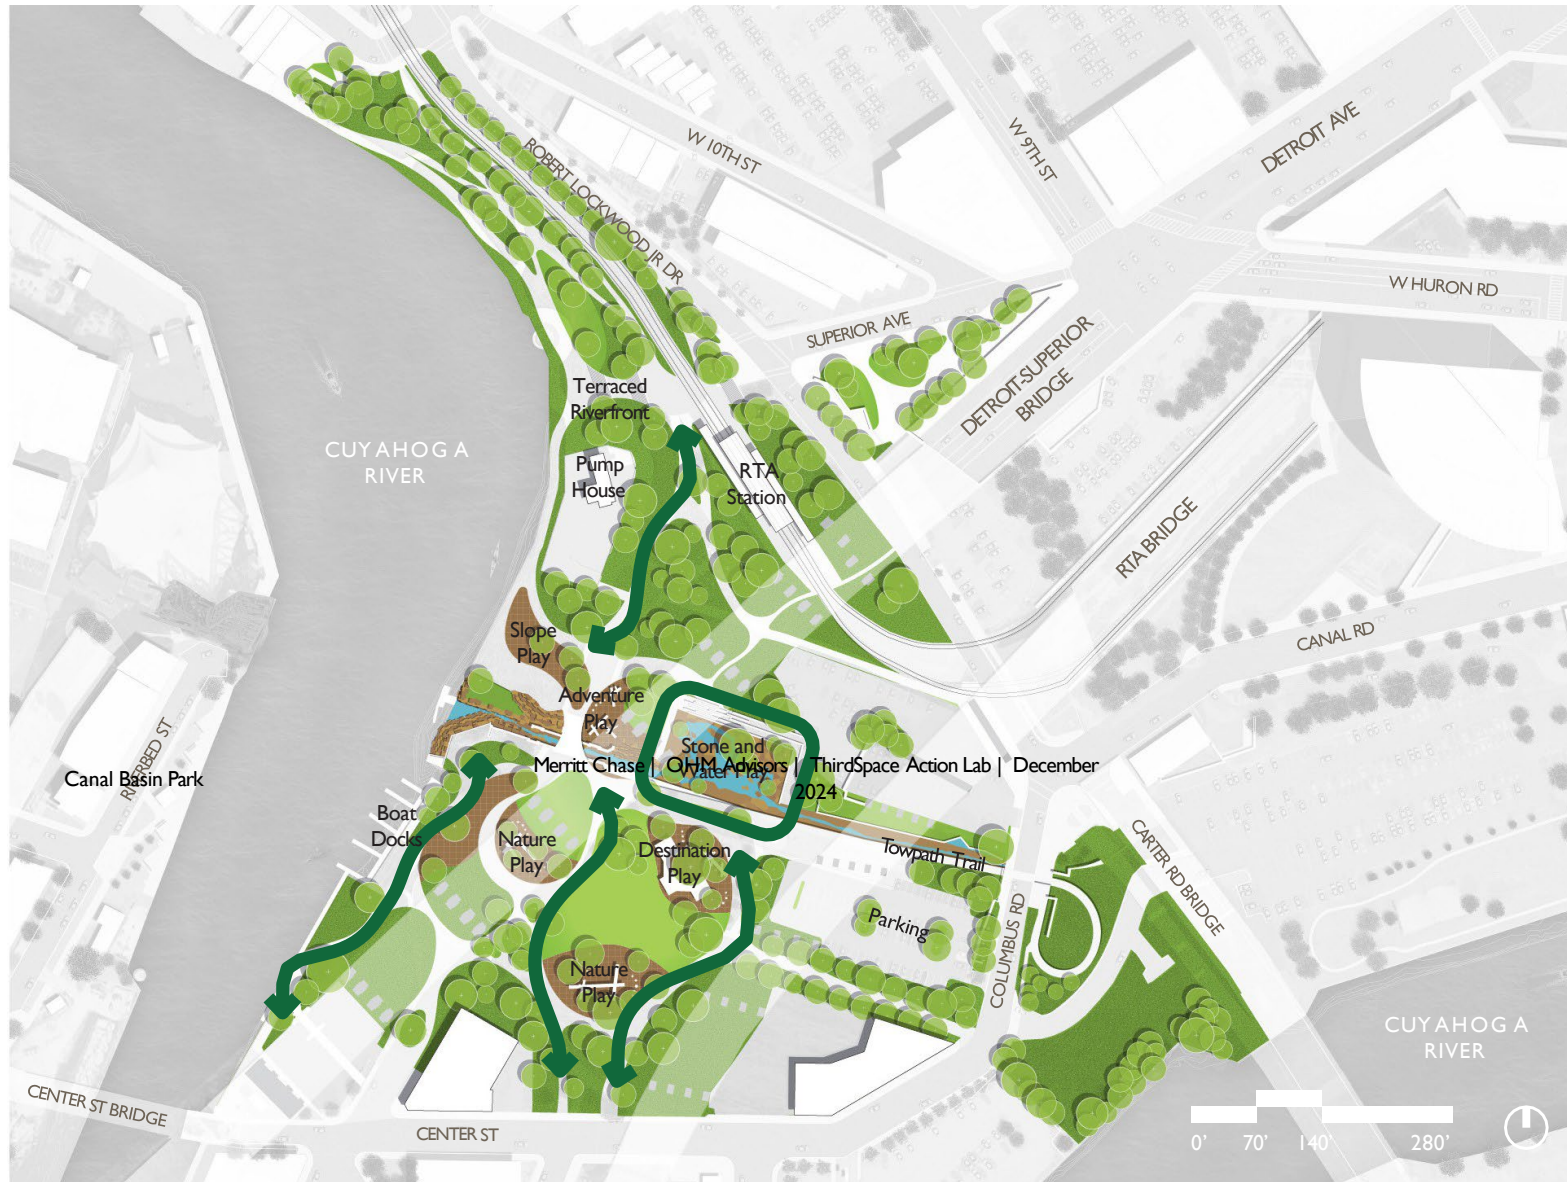 W 10TH ST
W 9TH ST
DETROIT AVE
ROBERT LOCKWOOD JR DR
W HURON RD
SUPERIOR AVE
DETROIT-SUPERIOR
BRIDGE
Terraced
Riverfront
CUYAHOGA
RIVER
Pump
House
RTA
Station
RTA BRIDGE
CANAL RD
Slope
Play
Adventure
Play
Stone and
Water Play
Merritt Chase | OHM Advisors | ThirdSpace Action Lab | December
2024
Canal Basin Park
RIVERBED ST
Boat
Docks
Nature
Play
Destination
Play
Towpath Trail
CARTER RD BRIDGE
Parking
COLUMBUS RD
Nature
Play
CUYAHOGA
RIVER
CENTER ST BRIDGE
CENTER ST
0' 70' 140' 280'